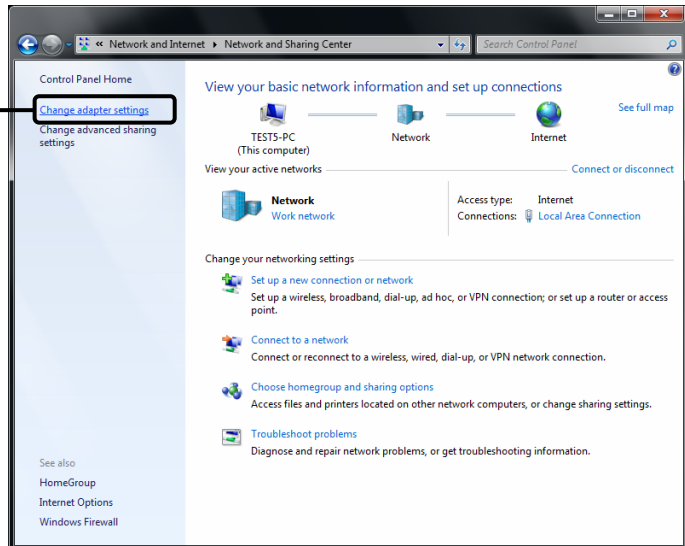 « Network and Internet ▸ Network and Sharing Center
Search Control Panel
Control Panel Home
Change adapter settings
Change advanced sharing
settings
View your basic network information and set up connections
See full map
TEST5-PC
(This computer)
Network
Internet
View your active networks
Connect or disconnect
Network
Work network
Access type: Internet
Connections: Local Area Connection
Change your networking settings
Set up a new connection or network
Set up a wireless, broadband, dial-up, ad hoc, or VPN connection; or set up a router or access
point.
Connect to a network
Connect or reconnect to a wireless, wired, dial-up, or VPN network connection.
Choose homegroup and sharing options
Access files and printers located on other network computers, or change sharing settings.
Troubleshoot problems
Diagnose and repair network problems, or get troubleshooting information.
See also
HomeGroup
Internet Options
Windows Firewall